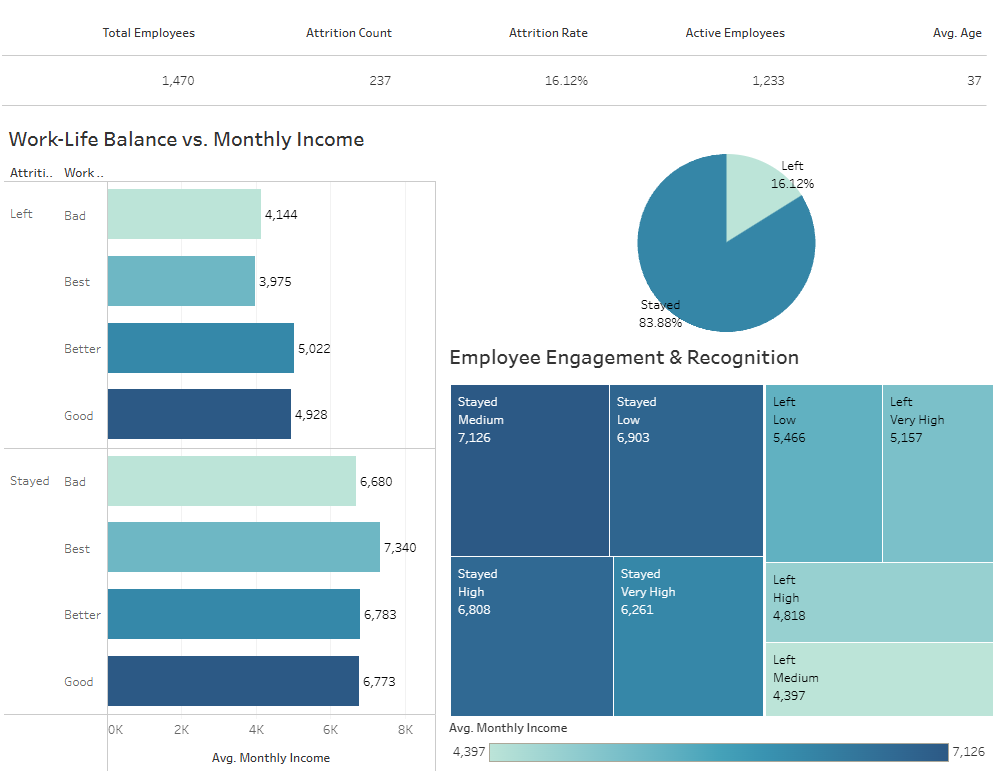 Total Employees Attrition Count Attrition Rate Active Employees Avg. Age
1,470 237 16.12% 1,233 37
Work-Life Balance vs. Monthly Income
Attriti.. Work ..
Left Bad 4,144
Best 3,975
Better 5,022
Good 4,928
Stayed Bad 6,680
Best 7,340
Better 6,783
Good 6,773
0K 2K 4K 6K 8K
Avg. Monthly Income
Left
16.12%
Stayed
83.88%
Employee Engagement & Recognition
Stayed
Medium
7,126
Stayed
Low
6,903
Left
Low
5,466
Left
Very High
5,157
Stayed
High
6,808
Stayed
Very High
6,261
Left
High
4,818
Left
Medium
4,397
Avg. Monthly Income
4,397 7,126